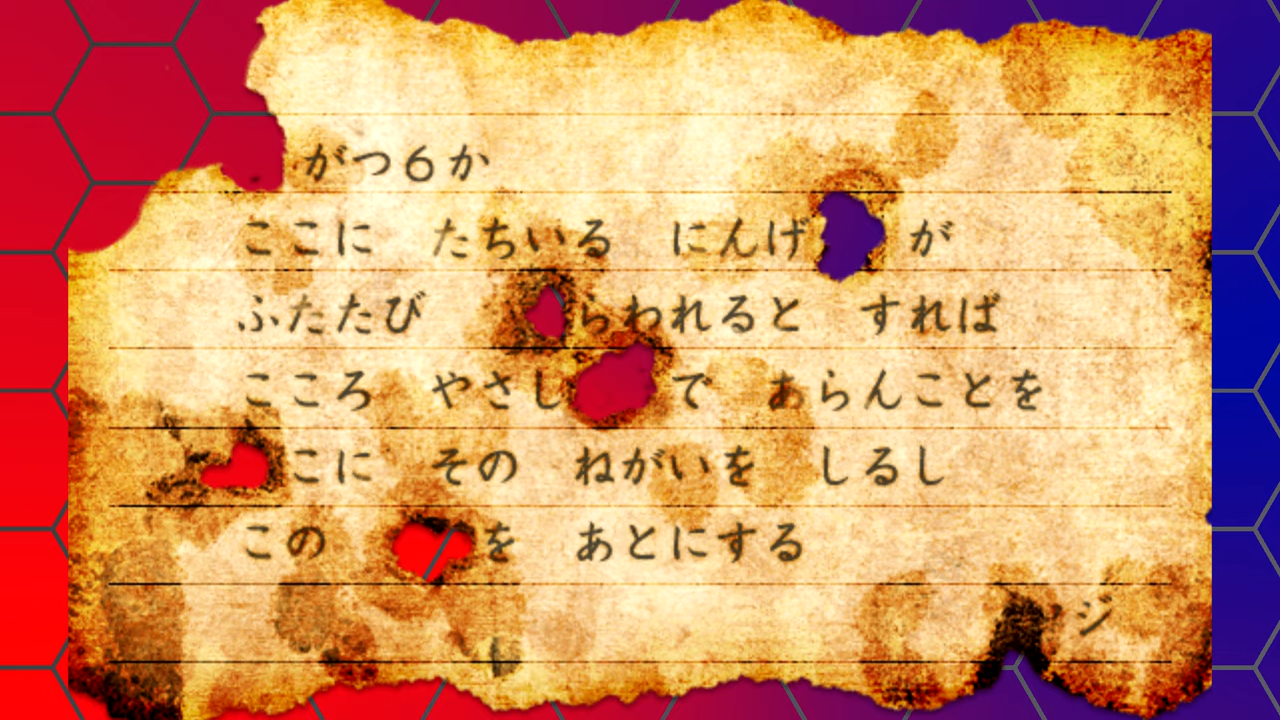 がつ6か
ここに たちいる にんげ が
ふたたび らわれると すれば
こころ やさし で あらんことを
こに その ねがいを しるし
この を あとにする
ジ